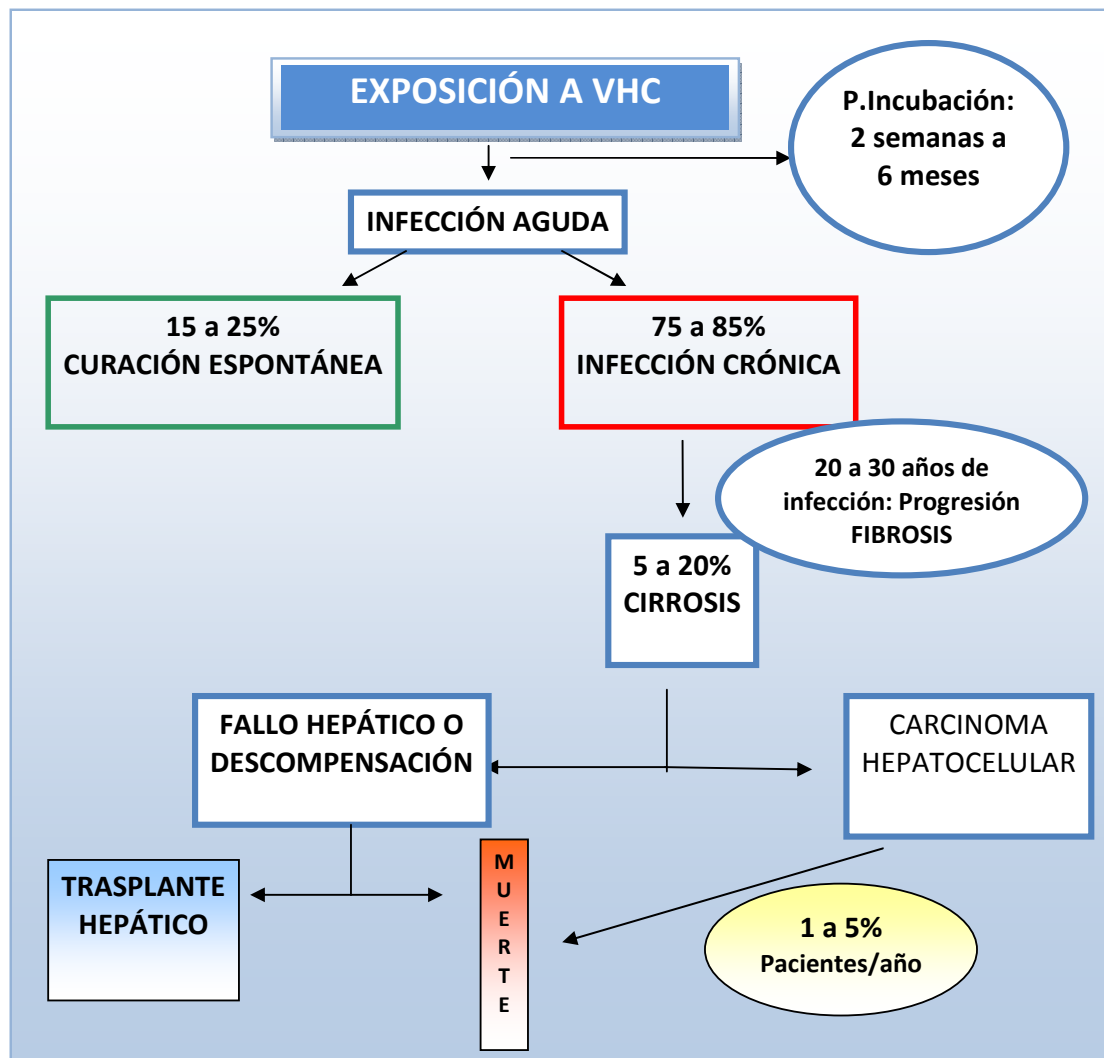 EXPOSICIÓN A VHC
P.Incubación:
2 semanas a
6 meses
INFECCIÓN AGUDA
15 a 25%
CURACIÓN ESPONTÁNEA
75 a 85%
INFECCIÓN CRÓNICA
20 a 30 años de
infección: Progresión
FIBROSIS
5 a 20%
CIRROSIS
FALLO HEPÁTICO O
DESCOMPENSACIÓN
CARCINOMA
HEPATOCELULAR
TRASPLANTE
HEPÁTICO
M
U
E
R
T
E
1 a 5%
Pacientes/año